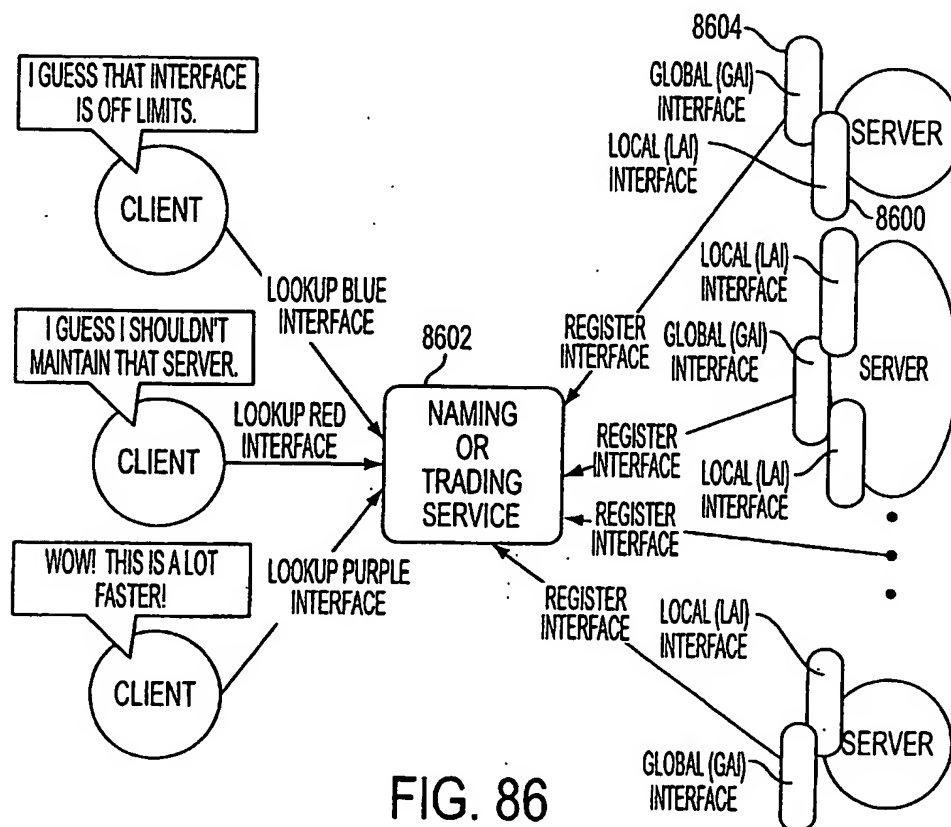 I GUESS THAT INTERFACE
IS OFF LIMITS.
CLIENT
LOOKUP BLUE
INTERFACE
I GUESS I SHOULDN'T
MAINTAIN THAT SERVER.
CLIENT
LOOKUP RED
INTERFACE
WOW! THIS IS A LOT
FASTER!
CLIENT
LOOKUP PURPLE
INTERFACE
8602
NAMING
OR
TRADING
SERVICE
8604
GLOBAL (GAI)
INTERFACE
SERVER
LOCAL (LAI)
INTERFACE
8600
REGISTER
INTERFACE
LOCAL (LAI)
INTERFACE
GLOBAL (GAI)
INTERFACE
SERVER
REGISTER
INTERFACE
LOCAL (LAI)
INTERFACE
REGISTER
INTERFACE
REGISTER
INTERFACE
LOCAL (LAI)
INTERFACE
SERVER
GLOBAL (GAI)
INTERFACE
FIG. 86